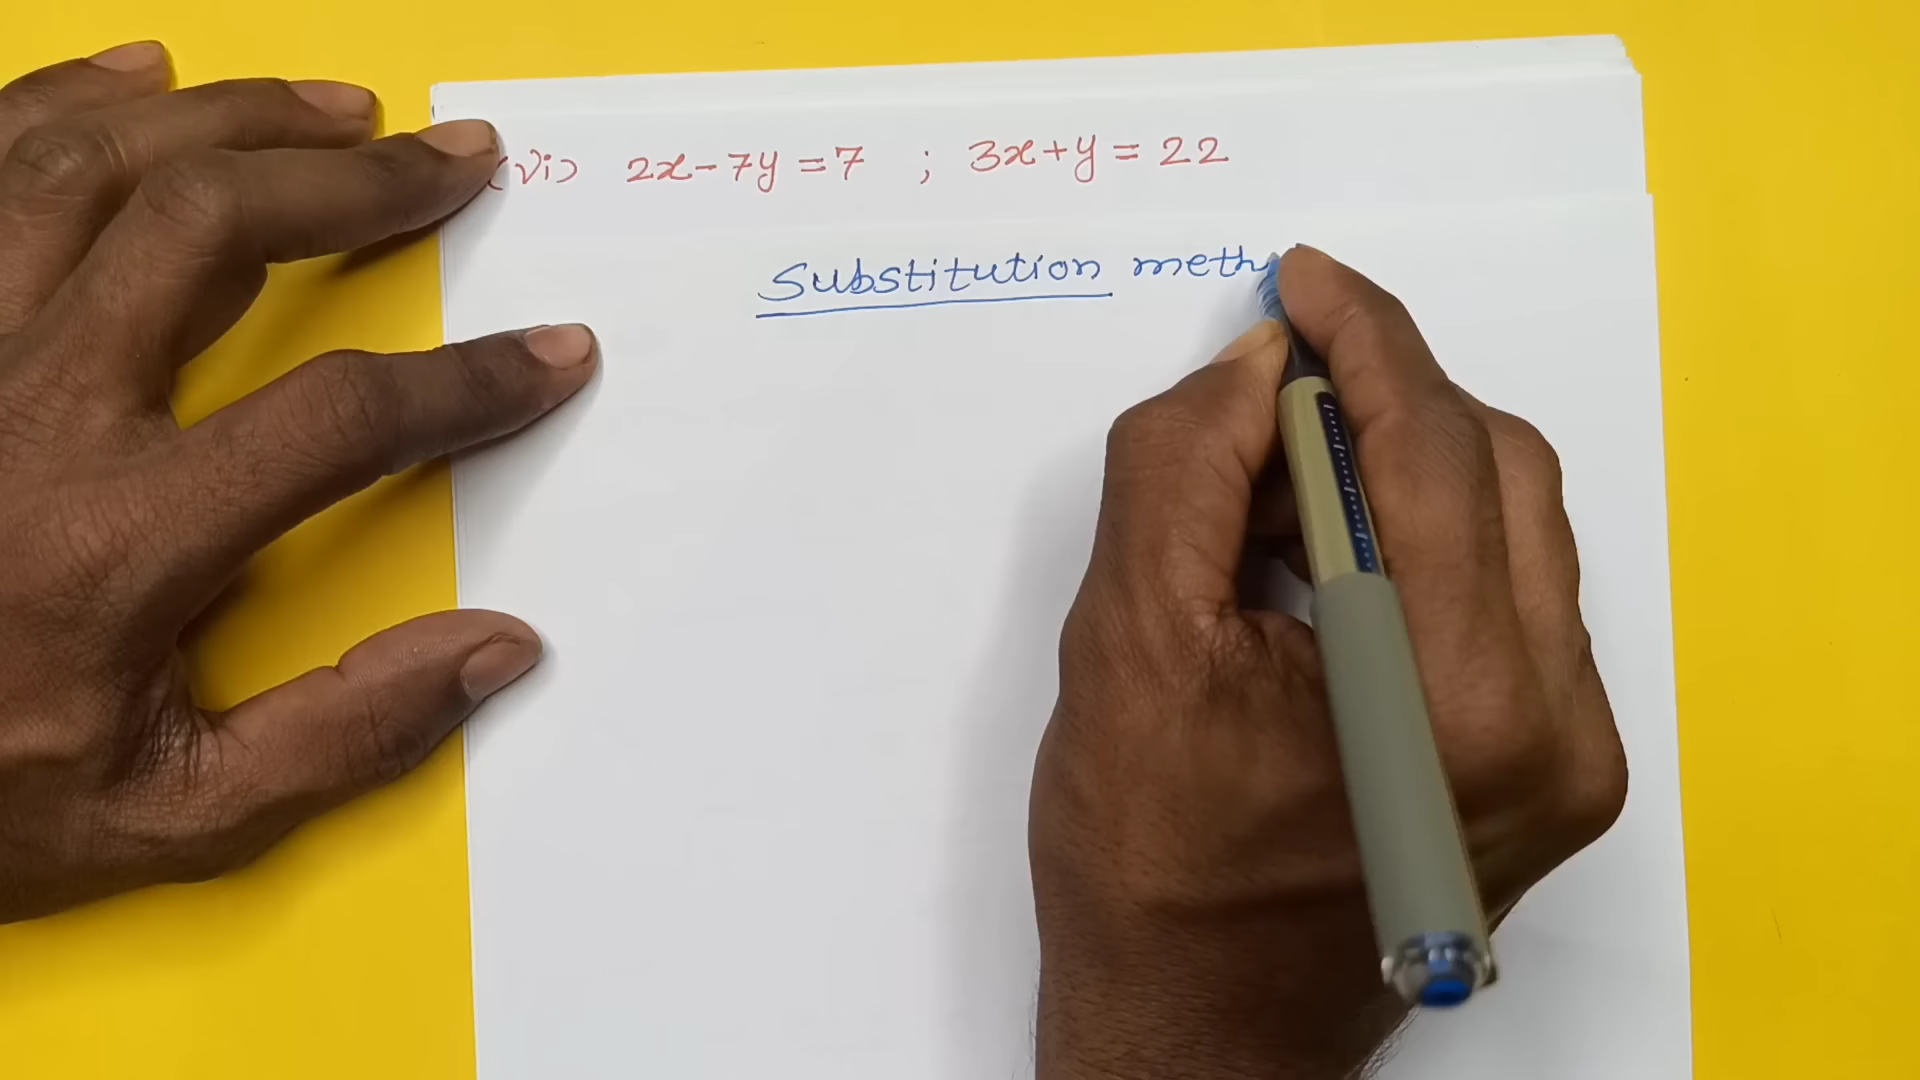 (vi) 2x-7y=7 ; 3x+y=22
Substitution meth